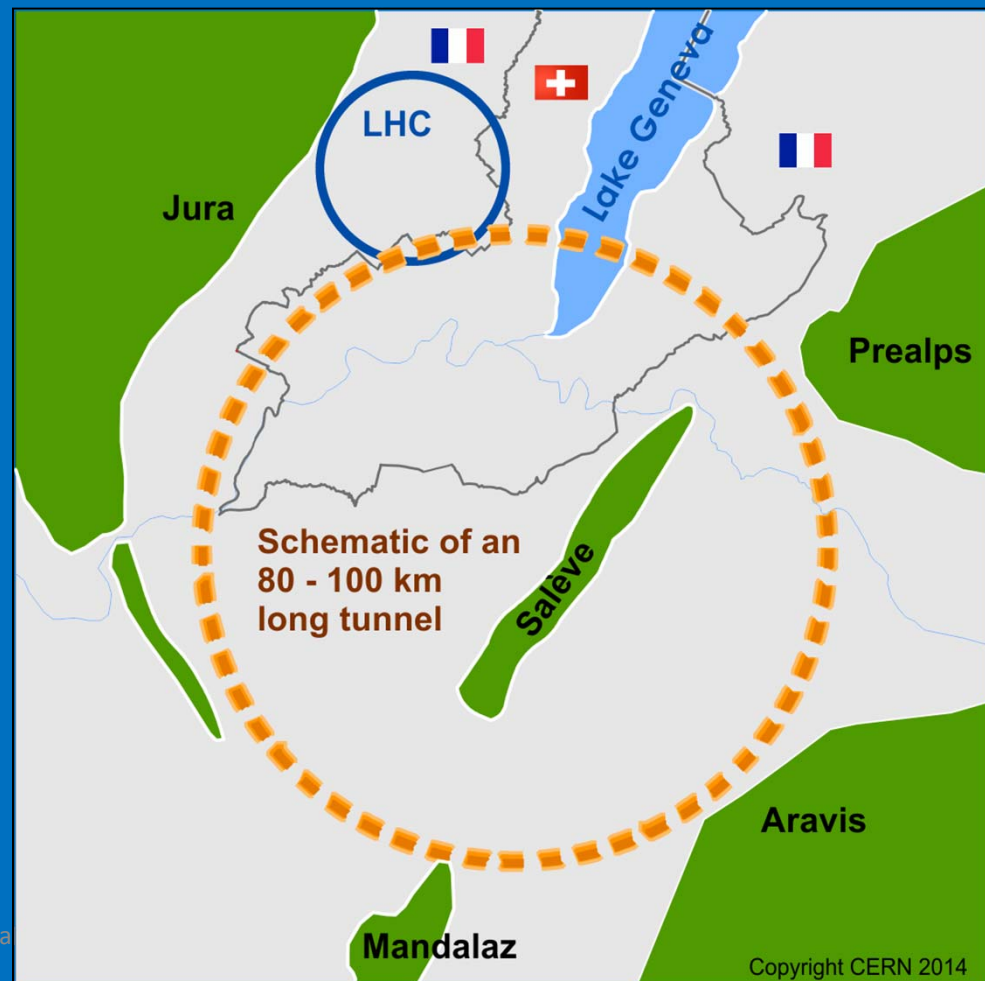 LHC
Lake Geneva
Jura
Prealps
Schematic of an
80 - 100 km
long tunnel
Salève
Aravis
Mandalaz
Copyright CERN 2014